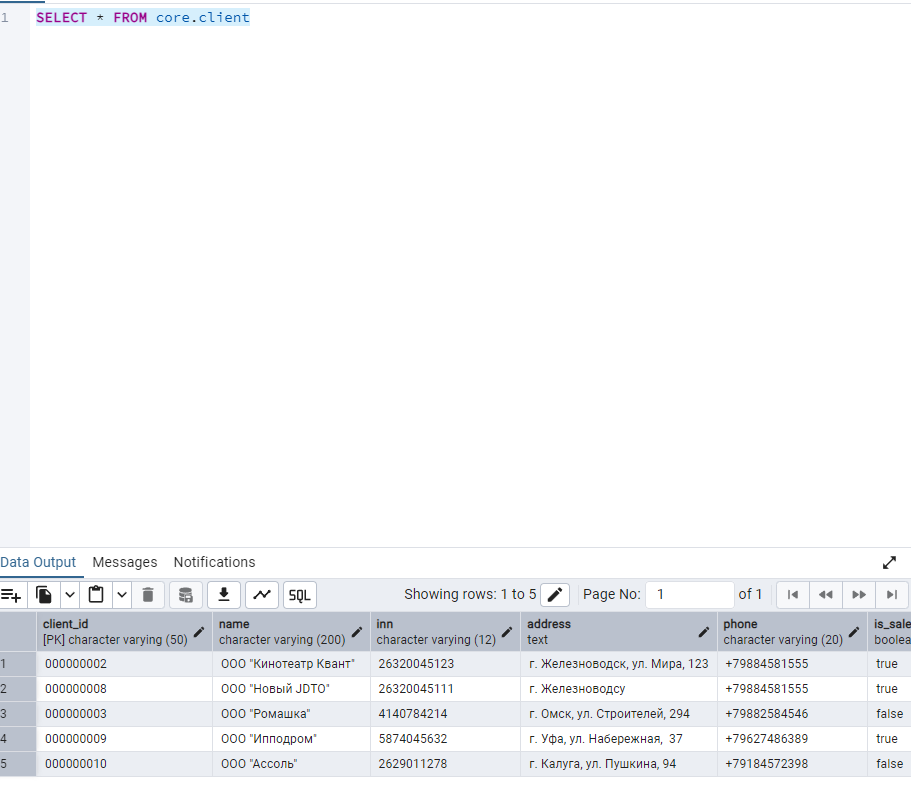 1 SELECT * FROM core.client
Data Output Messages Notifications
SQL Showing rows: 1 to 5 Page No: 1 of 1
client_id name inn address phone is_sale
[PK] character varying (50) character varying (200) character varying (12) text character varying (20) boolea
1 000000002 ООО "Кинотеатр Квант" 26320045123 г. Железноводск, ул. Мира, 123 +79884581555 true
2 000000008 ООО "Новый JDTO" 26320045111 г. Железноводсу +79884581555 true
3 000000003 ООО "Ромашка" 4140784214 г. Омск, ул. Строителей, 294 +79882584546 false
4 000000009 ООО "Ипподром" 5874045632 г. Уфа, ул. Набережная, 37 +79627486389 true
5 000000010 ООО "Ассоль" 2629011278 г. Калуга, ул. Пушкина, 94 +79184572398 false